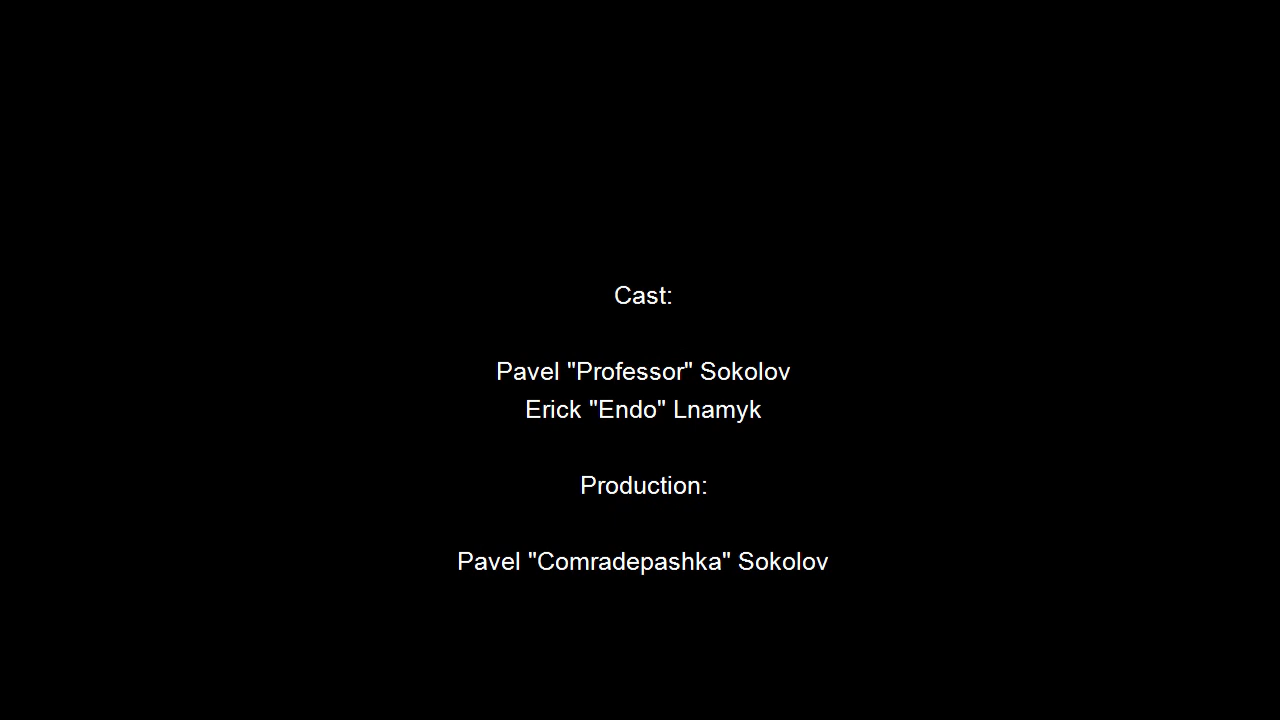 Cast:
Pavel "Professor" Sokolov
Erick "Endo" Lnamyk
Production:
Pavel "Comradepashka" Sokolov